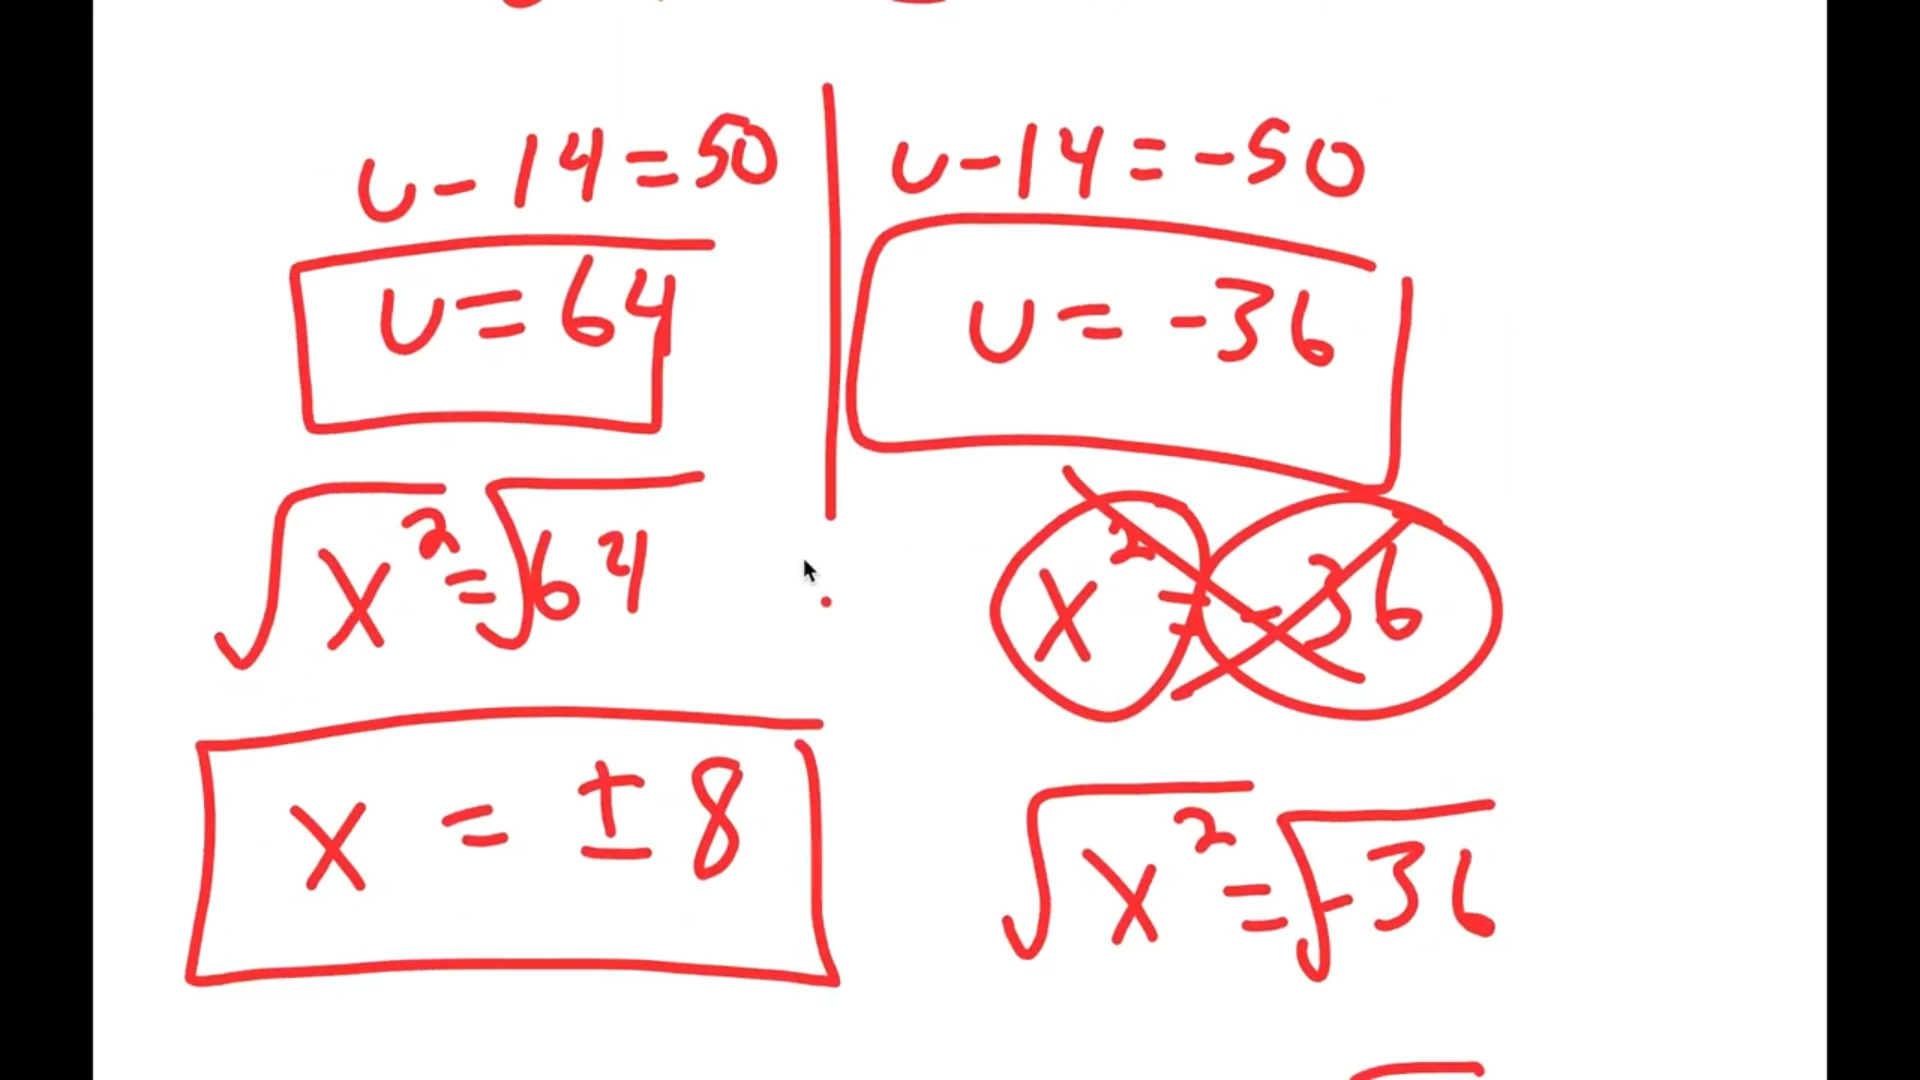 u - 14 = 50
u = 64
√x² = √64
x = ± 8
u - 14 = -50
u = -36
x² = -36
√x² = √-36